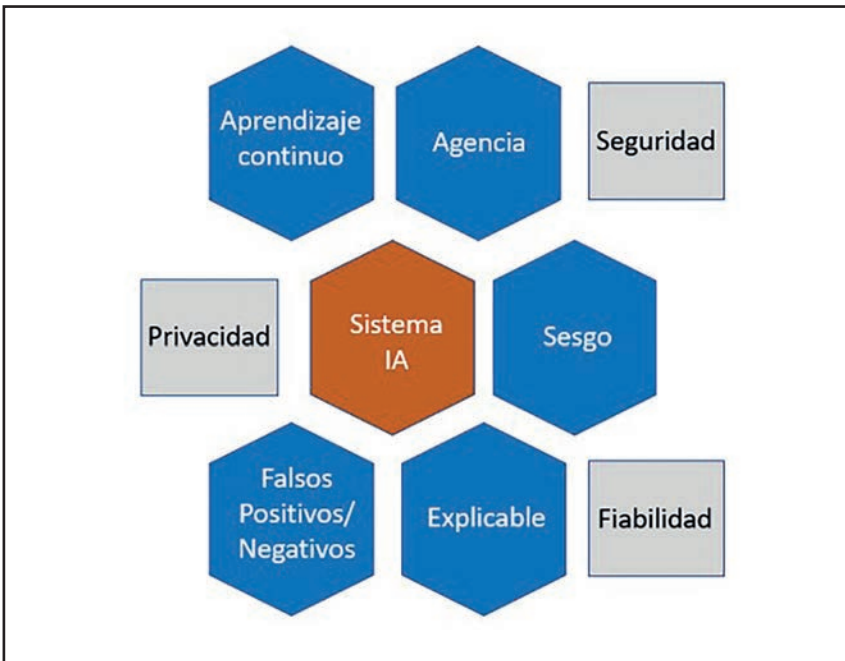 Aprendizaje
continuo
Agencia
Seguridad
Privacidad
Sistema
IA
Sesgo
Falsos
Positivos/
Negativos
Explicable
Fiabilidad